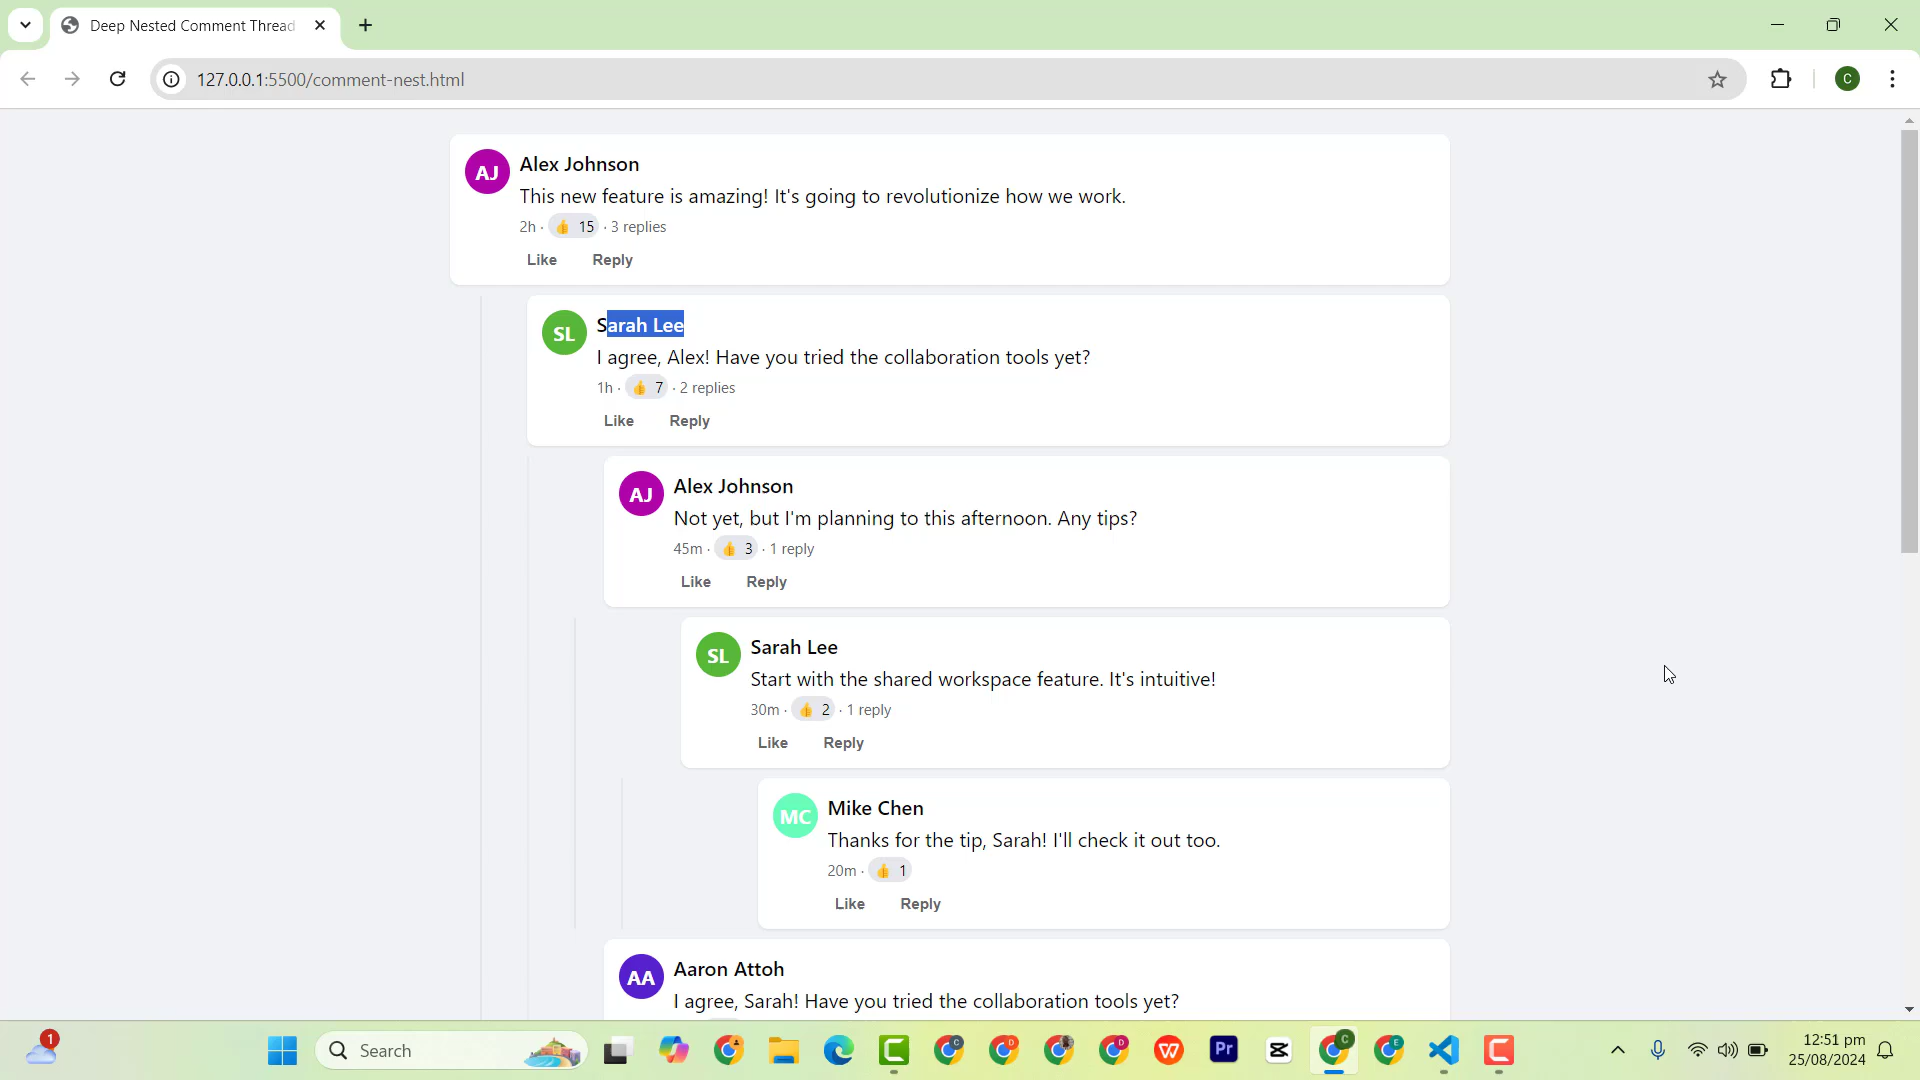 Deep Nested Comment Thread
127.0.0.1:5500/comment-nest.html
C
AJ
Alex Johnson
This new feature is amazing! It's going to revolutionize how we work.
2h · 👍 15 · 3 replies
Like Reply
SL
Sarah Lee
I agree, Alex! Have you tried the collaboration tools yet?
1h · 👍 7 · 2 replies
Like Reply
AJ
Alex Johnson
Not yet, but I'm planning to this afternoon. Any tips?
45m · 👍 3 · 1 reply
Like Reply
SL
Sarah Lee
Start with the shared workspace feature. It's intuitive!
30m · 👍 2 · 1 reply
Like Reply
MC
Mike Chen
Thanks for the tip, Sarah! I'll check it out too.
20m · 👍 1
Like Reply
AA
Aaron Attoh
I agree, Sarah! Have you tried the collaboration tools yet?
1
Search
C
D
D
W
Pr
C
E
12:51 pm
25/08/2024